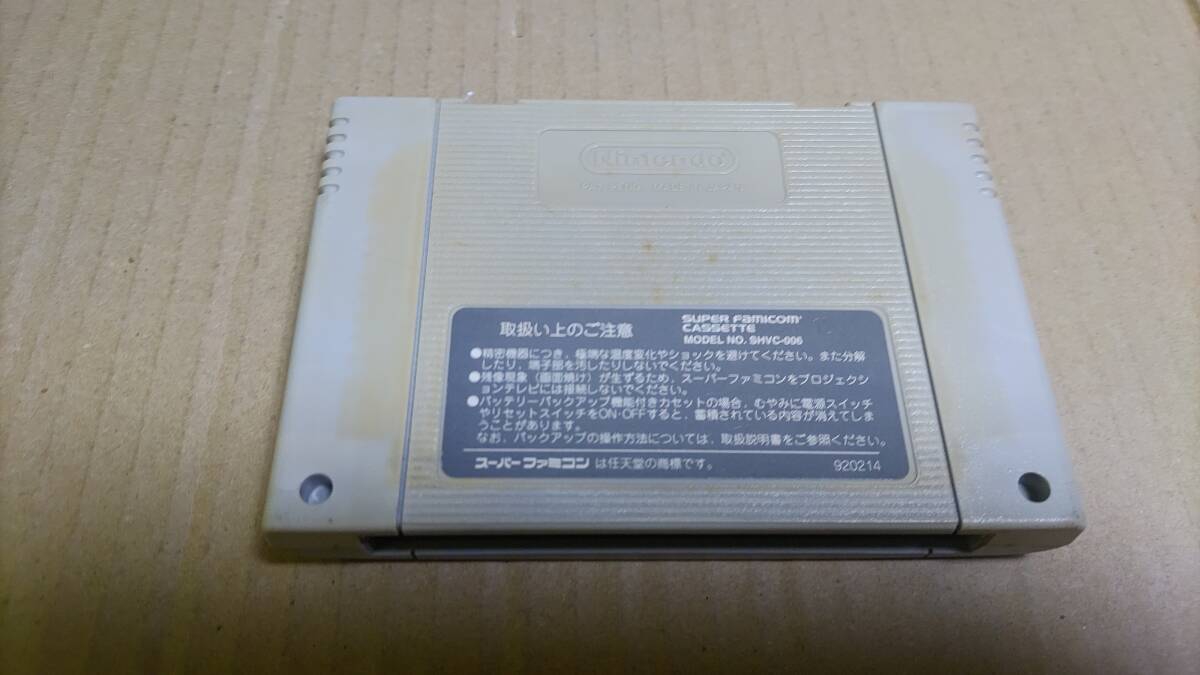 Nintendo
取扱い上のご注意
SUPER FAMICOM
CASSETTE
MODEL NO. SHVC-006
●精密機器につき、極端な温度変化やショックを避けてください。また分解
したり、端子部を汚したりしないでください。
●残像現象（画面焼け）が生ずるため、スーパーファミコンをプロジェクシ
ョンテレビには接続しないでください。
●バッテリーバックアップ機能付きカセットの場合、むやみに電源スイッチ
やリセットスイッチをON・OFFすると、蓄積されている内容が消えてしま
うことがあります。
なお、バックアップの操作方法については、取扱説明書をご参照ください。
スーパーファミコン は任天堂の商標です。
920214